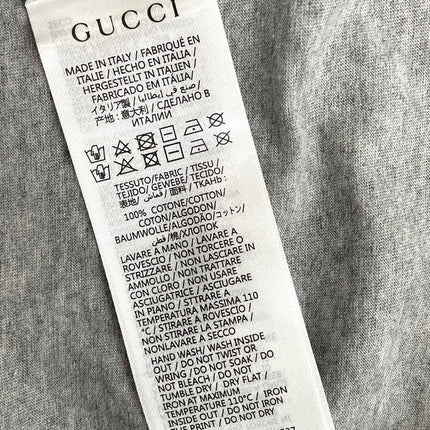 GUCCI
MADE IN ITALY / FABRIQUÉ EN
ITALIE / HECHO EN ITALIA /
HERGESTELLT IN ITALIEN /
FABRICADO EM ITÁLIA /
イタリア製 / صنع في إيطاليا /
产地:意大利 / СДЕЛАНО В
ИТАЛИИ
TESSUTO/FABRIC / TISSU /
TEJIDO/ GEWEBE/ TECIDO/
表地/ قماش / 面料 / ТКАНЬ:
100% COTONE/COTTON /
COTON/ALGODON/
BAUMWOLLE/ALGODÃO/コットン/
قطن/棉/ХЛОПОК
LAVARE A MANO / LAVARE A
ROVESCIO / NON TORCERE O
STRIZZARE / NON LASCIARE IN
AMMOLLO / NON TRATTARE
CON CLORO / NON USARE
ASCIUGATRICE / ASCIUGARE
IN PIANO / STIRARE A
TEMPERATURA MASSIMA 110
°C / STIRARE A ROVESCIO /
NON STIRARE LA STAMPA /
NONLAVARE A SECCO
HAND WASH/ WASH INSIDE
OUT / DO NOT TWIST OR
WRING / DO NOT SOAK / DO
NOT BLEACH / DO NOT
TUMBLE DRY / DRY FLAT /
IRON AT MAXIMUM
TEMPERATURE 110°C / IRON
INSIDE OUT/ DO NOT IRON
THE PRINT / DO NOT DRY